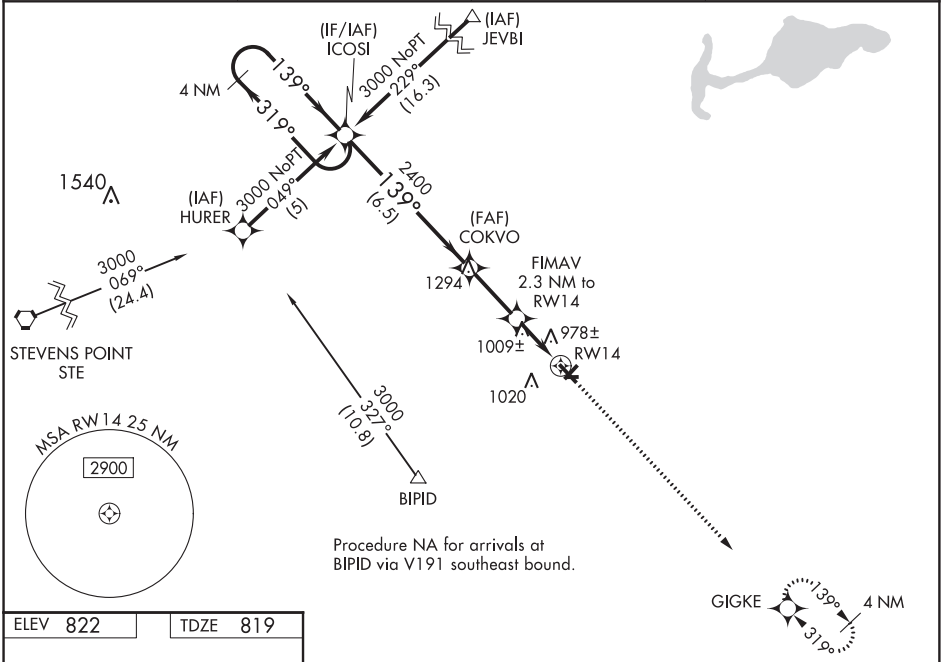 (IF/IAF)
ICOSI
(IAF)
JEVBI
139°
4 NM
319°
3000 NoPT
229°
(16.3)
1540
(IAF)
HURER
3000 NoPT
049°
(5)
2400
139°
(6.5)
(FAF)
COKVO
1294
FIMAV
2.3 NM to
RW14
978±
1009±
RW14
1020
3000
069°
(24.4)
STEVENS POINT
STE
3000
327°
(10.8)
BIPID
MSA RW14 25 NM
2900
Procedure NA for arrivals at
BIPID via V191 southeast bound.
GIGKE
139°
4 NM
319°
ELEV 822
TDZE 819